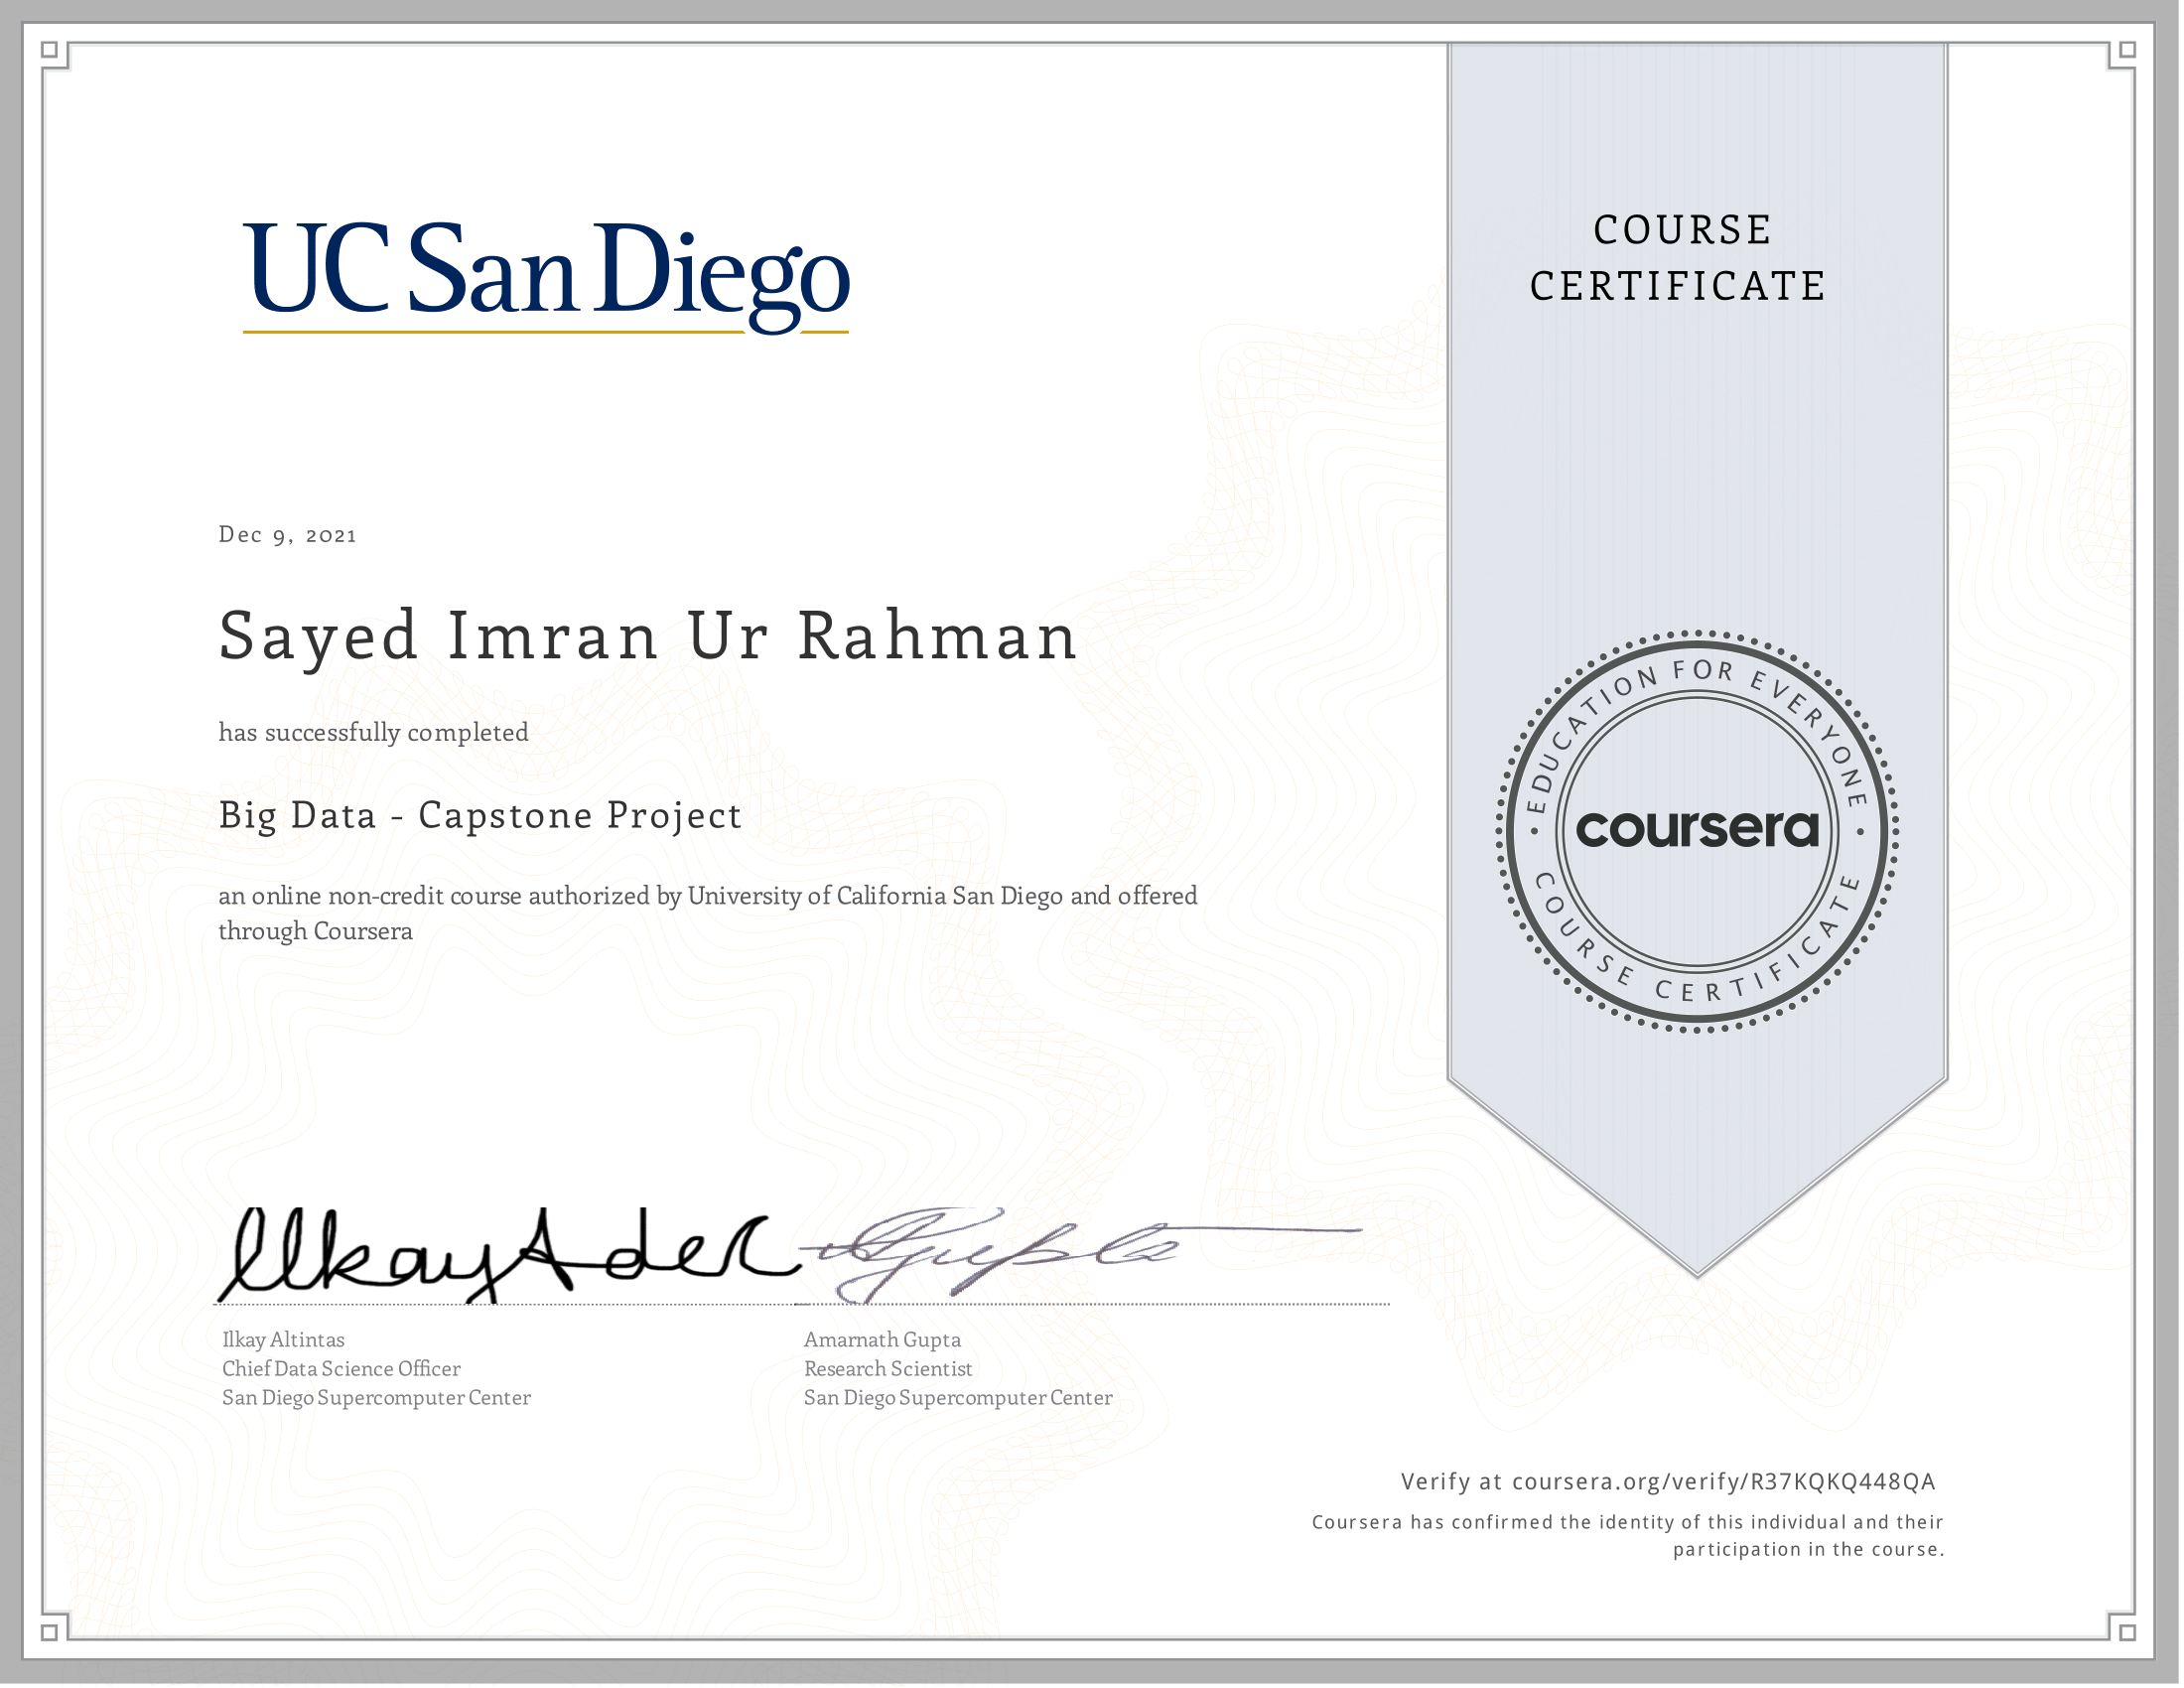 UC San Diego
COURSE
CERTIFICATE
Dec 9, 2021
Sayed Imran Ur Rahman
has successfully completed
Big Data - Capstone Project
an online non-credit course authorized by University of California San Diego and offered
through Coursera
EDUCATION FOR EVERYONE
coursera
COURSE CERTIFICATE
Ilkay Altintas
Chief Data Science Officer
San Diego Supercomputer Center
Amarnath Gupta
Research Scientist
San Diego Supercomputer Center
Verify at coursera.org/verify/R37KQKQ448QA
Coursera has confirmed the identity of this individual and their
participation in the course.